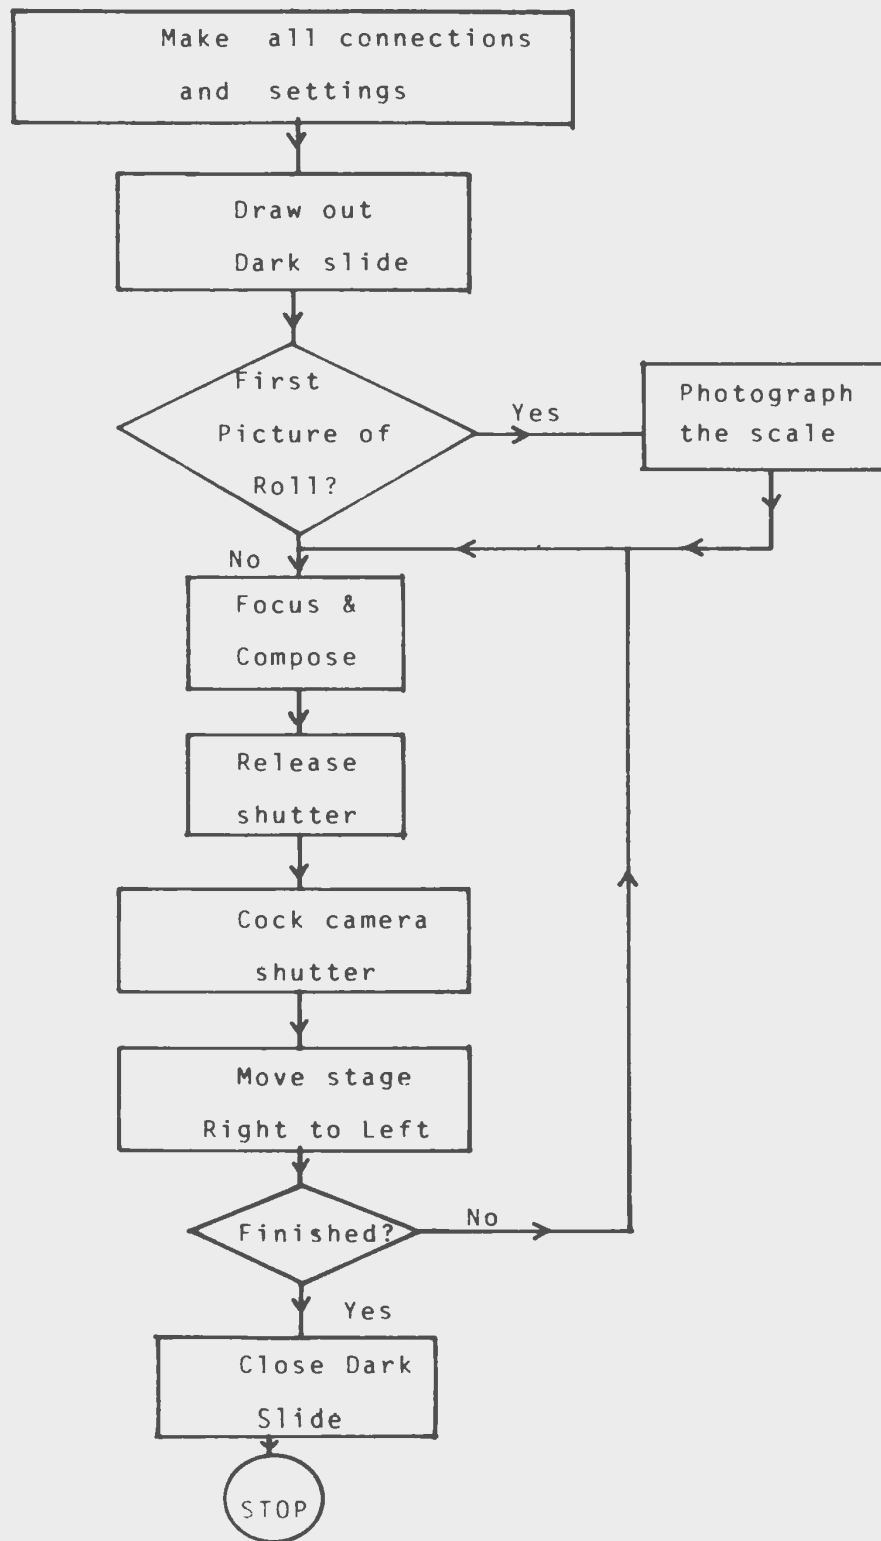 Make all connections
and settings
Draw out
Dark slide
First
Picture of
Roll?
Yes
Photograph
the scale
No
Focus &
Compose
Release
shutter
Cock camera
shutter
Move stage
Right to Left
Finished?
No
Yes
Close Dark
Slide
STOP